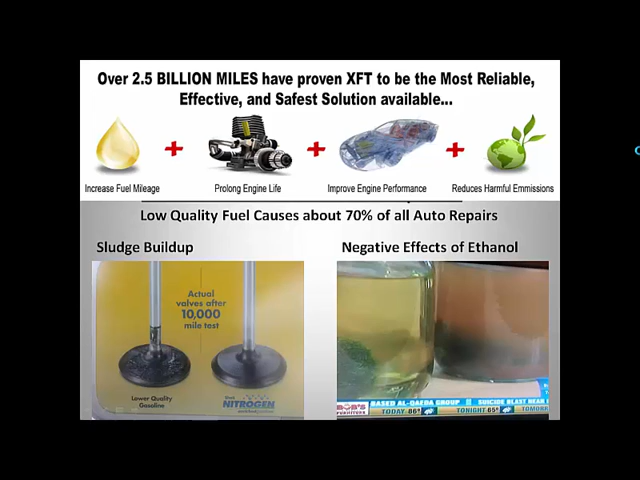 Over 2.5 BILLION MILES have proven XFT to be the Most Reliable,
Effective, and Safest Solution available...
Increase Fuel Mileage
Prolong Engine Life
Improve Engine Performance
Reduces Harmful Emmissions
Low Quality Fuel Causes about 70% of all Auto Repairs
Sludge Buildup
Negative Effects of Ethanol
Actual
valves after
10,000
mile test
Lower Quality
Gasoline
NITROGEN
BASED AL-QAEDA GROUP
SUICIDE BLAST NEAR
TODAY 86°
TONIGHT 65°
TOMOR